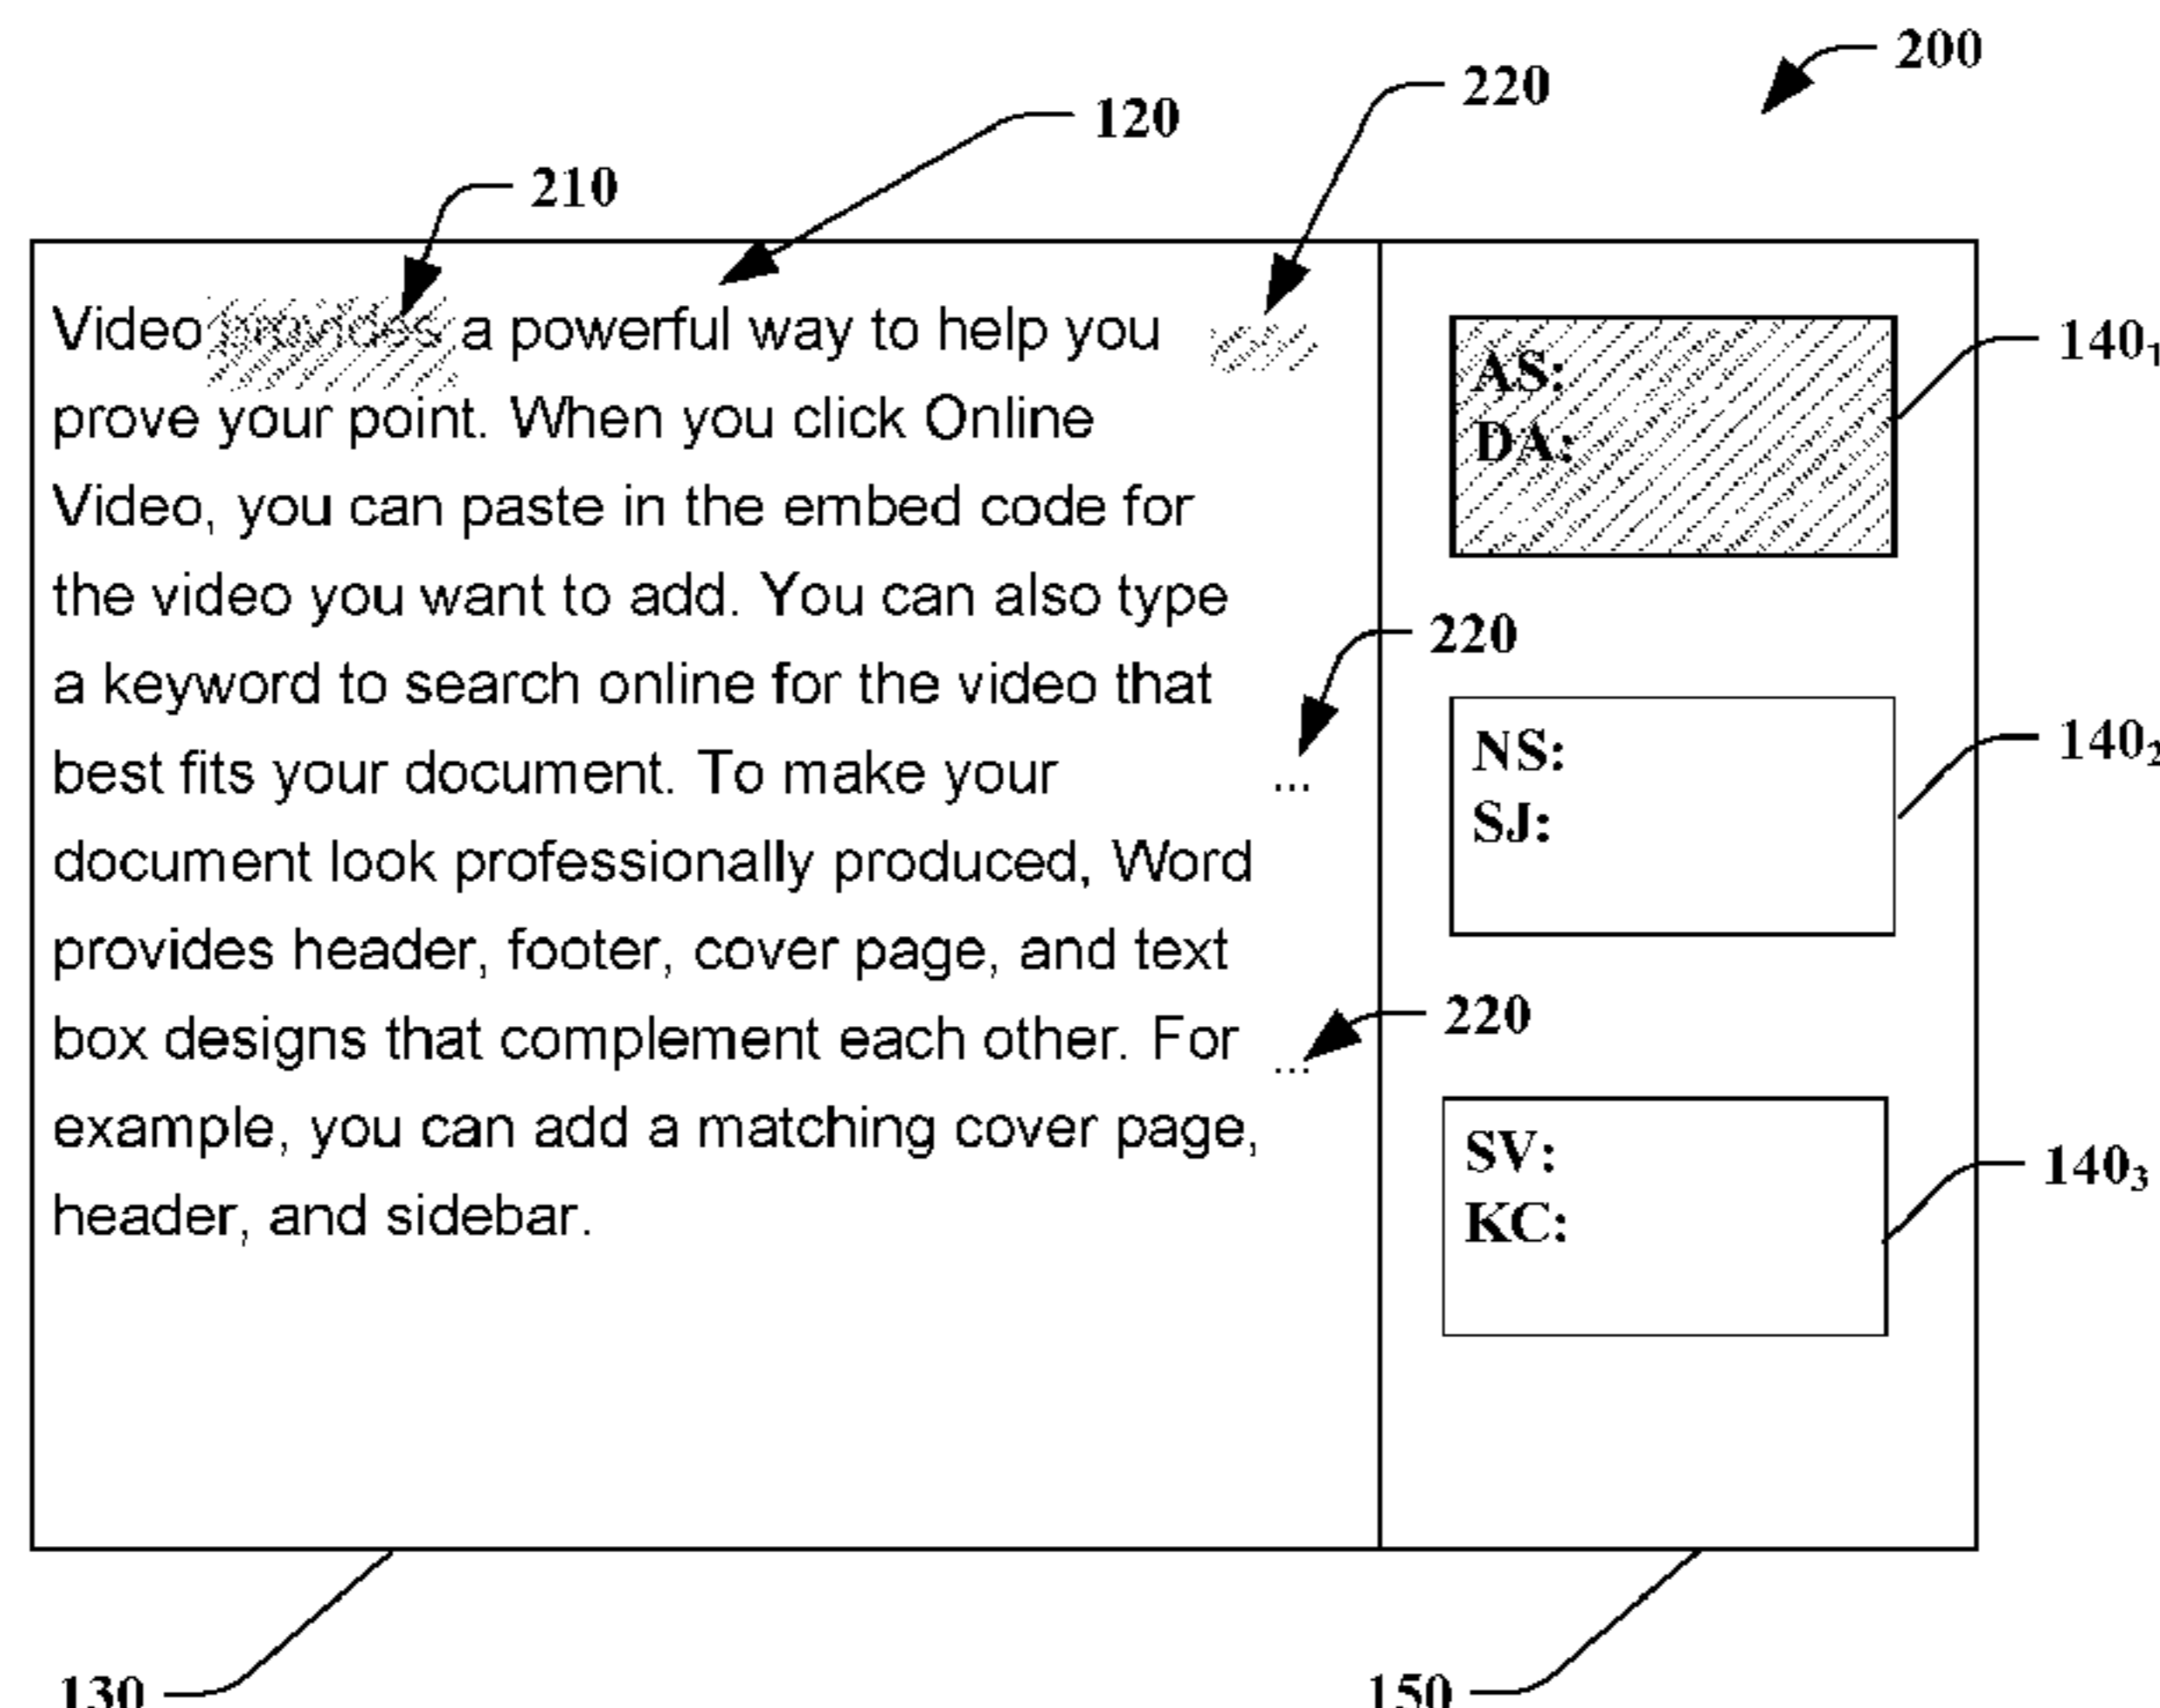 200
220
120
210
Video provides a powerful way to help you
prove your point. When you click Online
Video, you can paste in the embed code for
the video you want to add. You can also type
a keyword to search online for the video that
best fits your document. To make your
...
document look professionally produced, Word
provides header, footer, cover page, and text
box designs that complement each other. For
...
example, you can add a matching cover page,
header, and sidebar.
AS:
DA:
140₁
220
NS:
SJ:
140₂
220
SV:
KC:
140₃
130
150